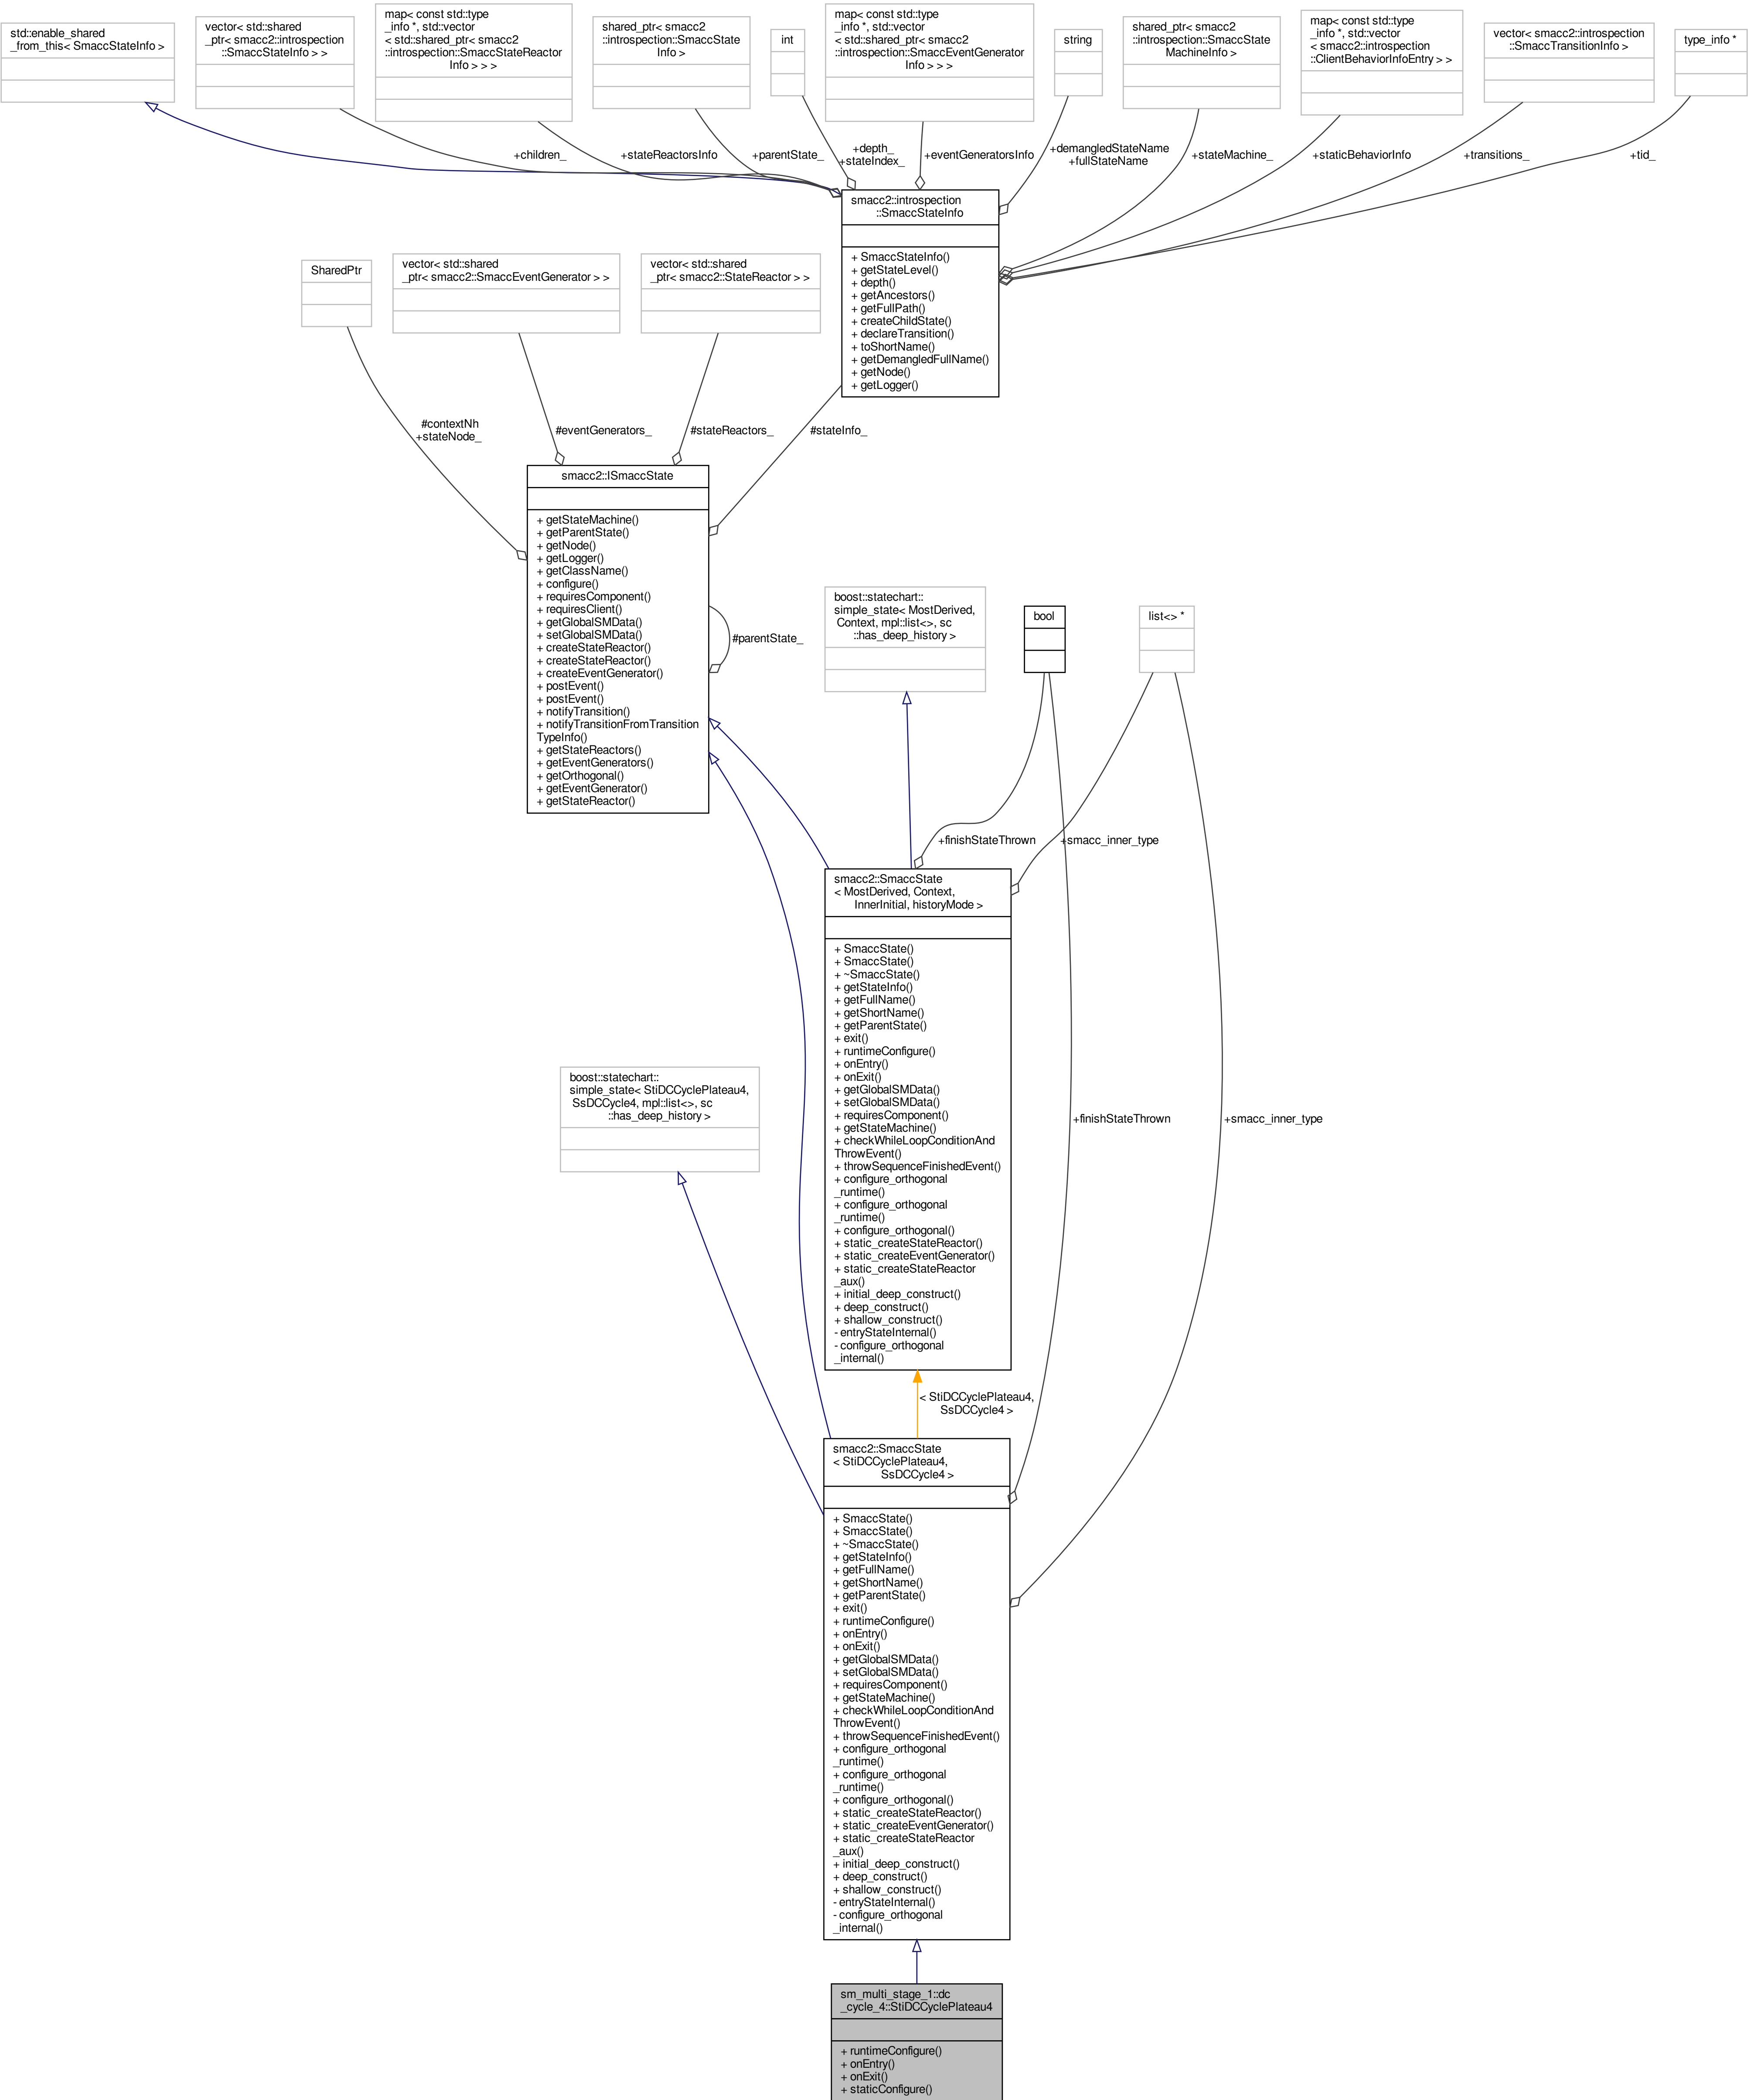 std::enable_shared
_from_this< SmaccStateInfo >
vector< std::shared
_ptr< smacc2::introspection
::SmaccStateInfo > >
map< const std::type
_info *, std::vector
< std::shared_ptr< smacc2
::introspection::SmaccStateReactor
Info > > >
shared_ptr< smacc2
::introspection::SmaccState
Info >
int
map< const std::type
_info *, std::vector
< std::shared_ptr< smacc2
::introspection::SmaccEventGenerator
Info > > >
string
shared_ptr< smacc2
::introspection::SmaccState
MachineInfo >
map< const std::type
_info *, std::vector
< smacc2::introspection
::ClientBehaviorInfoEntry > >
vector< smacc2::introspection
::SmaccTransitionInfo >
type_info *
+children_
+stateReactorsInfo
+parentState_
+depth_
+stateIndex_
+eventGeneratorsInfo
+demangledStateName
+fullStateName
+stateMachine_
+staticBehaviorInfo
+transitions_
+tid_
smacc2::introspection
::SmaccStateInfo
+ SmaccStateInfo()
+ getStateLevel()
+ depth()
+ getAncestors()
+ getFullPath()
+ createChildState()
+ declareTransition()
+ toShortName()
+ getDemangledFullName()
+ getNode()
+ getLogger()
SharedPtr
vector< std::shared
_ptr< smacc2::SmaccEventGenerator > >
vector< std::shared
_ptr< smacc2::StateReactor > >
#contextNh
+stateNode_
#eventGenerators_
#stateReactors_
#stateInfo_
smacc2::ISmaccState
+ getStateMachine()
+ getParentState()
+ getNode()
+ getLogger()
+ getClassName()
+ configure()
+ requiresComponent()
+ requiresClient()
+ getGlobalSMData()
+ setGlobalSMData()
+ createStateReactor()
+ createStateReactor()
+ createEventGenerator()
+ postEvent()
+ postEvent()
+ notifyTransition()
+ notifyTransitionFromTransition
TypeInfo()
+ getStateReactors()
+ getEventGenerators()
+ getOrthogonal()
+ getEventGenerator()
+ getStateReactor()
#parentState_
boost::statechart::
simple_state< MostDerived,
Context, mpl::list<>, sc
::has_deep_history >
bool
list<> *
+finishStateThrown
+smacc_inner_type
smacc2::SmaccState
< MostDerived, Context,
InnerInitial, historyMode >
+ SmaccState()
+ SmaccState()
+ ~SmaccState()
+ getStateInfo()
+ getFullName()
+ getShortName()
+ getParentState()
+ exit()
+ runtimeConfigure()
+ onEntry()
+ onExit()
+ getGlobalSMData()
+ setGlobalSMData()
+ requiresComponent()
+ getStateMachine()
+ checkWhileLoopConditionAnd
ThrowEvent()
+ throwSequenceFinishedEvent()
+ configure_orthogonal
_runtime()
+ configure_orthogonal
_runtime()
+ configure_orthogonal()
+ static_createStateReactor()
+ static_createEventGenerator()
+ static_createStateReactor
_aux()
+ initial_deep_construct()
+ deep_construct()
+ shallow_construct()
- entryStateInternal()
- configure_orthogonal
_internal()
boost::statechart::
simple_state< StiDCCyclePlateau4,
SsDCCycle4, mpl::list<>, sc
::has_deep_history >
+finishStateThrown
+smacc_inner_type
< StiDCCyclePlateau4,
SsDCCycle4 >
smacc2::SmaccState
< StiDCCyclePlateau4,
SsDCCycle4 >
+ SmaccState()
+ SmaccState()
+ ~SmaccState()
+ getStateInfo()
+ getFullName()
+ getShortName()
+ getParentState()
+ exit()
+ runtimeConfigure()
+ onEntry()
+ onExit()
+ getGlobalSMData()
+ setGlobalSMData()
+ requiresComponent()
+ getStateMachine()
+ checkWhileLoopConditionAnd
ThrowEvent()
+ throwSequenceFinishedEvent()
+ configure_orthogonal
_runtime()
+ configure_orthogonal
_runtime()
+ configure_orthogonal()
+ static_createStateReactor()
+ static_createEventGenerator()
+ static_createStateReactor
_aux()
+ initial_deep_construct()
+ deep_construct()
+ shallow_construct()
- entryStateInternal()
- configure_orthogonal
_internal()
sm_multi_stage_1::dc
_cycle_4::StiDCCyclePlateau4
+ runtimeConfigure()
+ onEntry()
+ onExit()
+ staticConfigure()